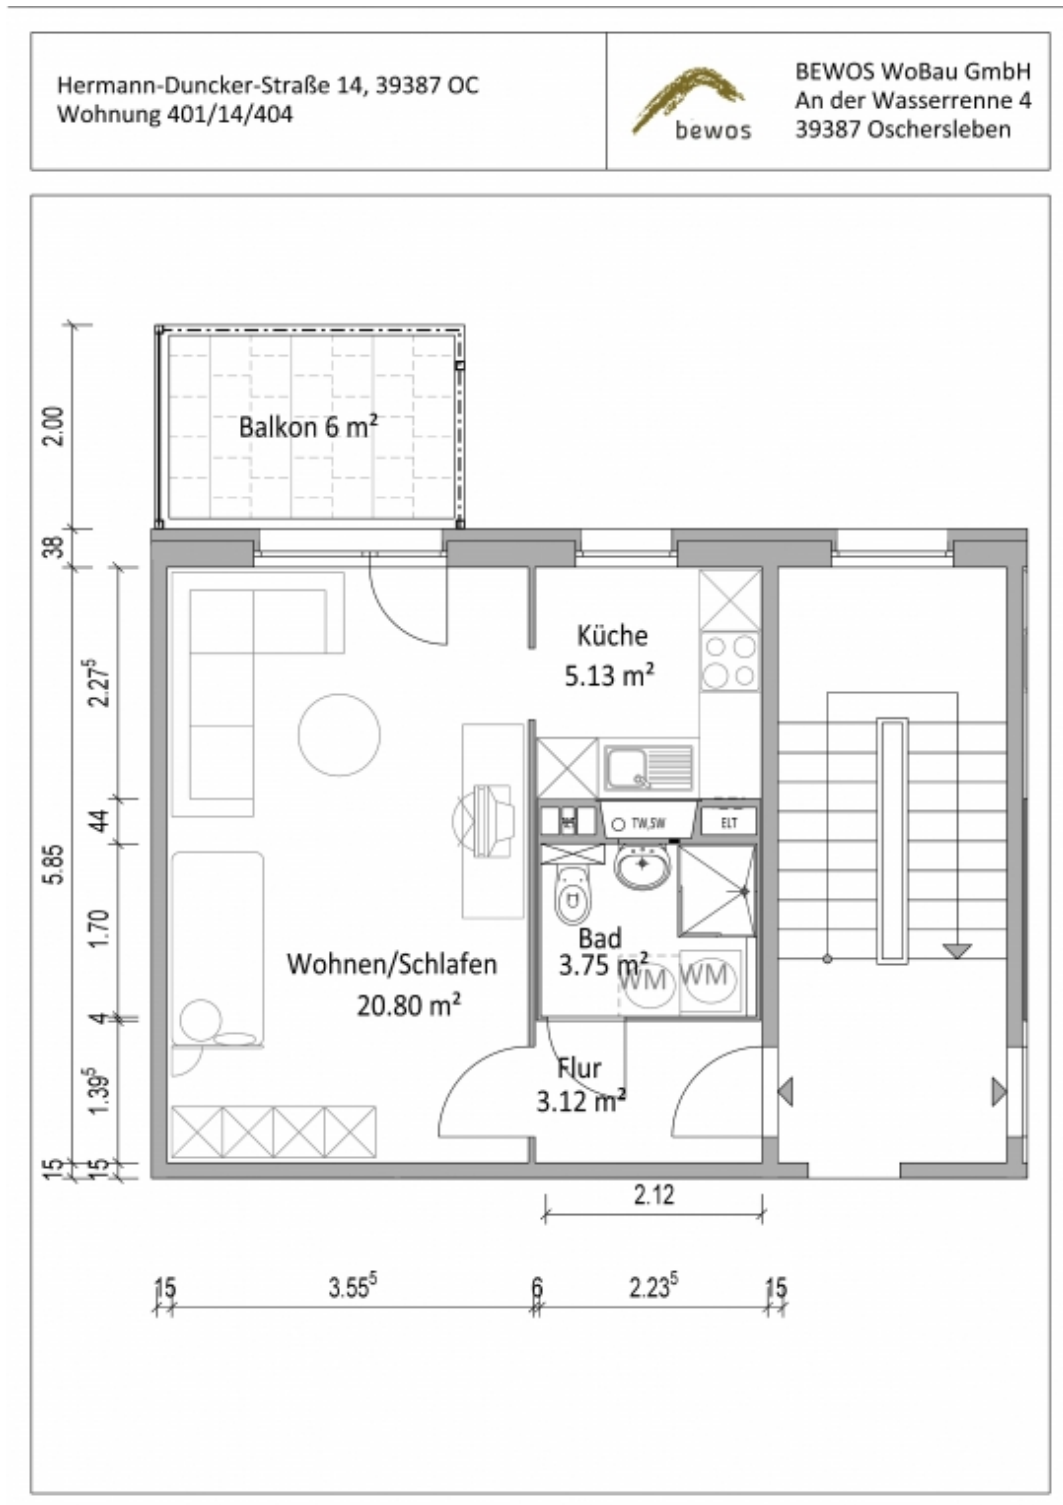 Hermann-Duncker-Straße 14, 39387 OC
Wohnung 401/14/404
bewos
BEWOS WoBau GmbH
An der Wasserrenne 4
39387 Oschersleben
2.00
Balkon 6 m²
38
2.27⁵
Küche
5.13 m²
44
TW,SW
ELT
5.85
1.70
Wohnen/Schlafen
20.80 m²
Bad
3.75 m²
WM
WM
4
1.39⁵
Flur
3.12 m²
15
15
2.12
15
3.55⁵
6
2.23⁵
15